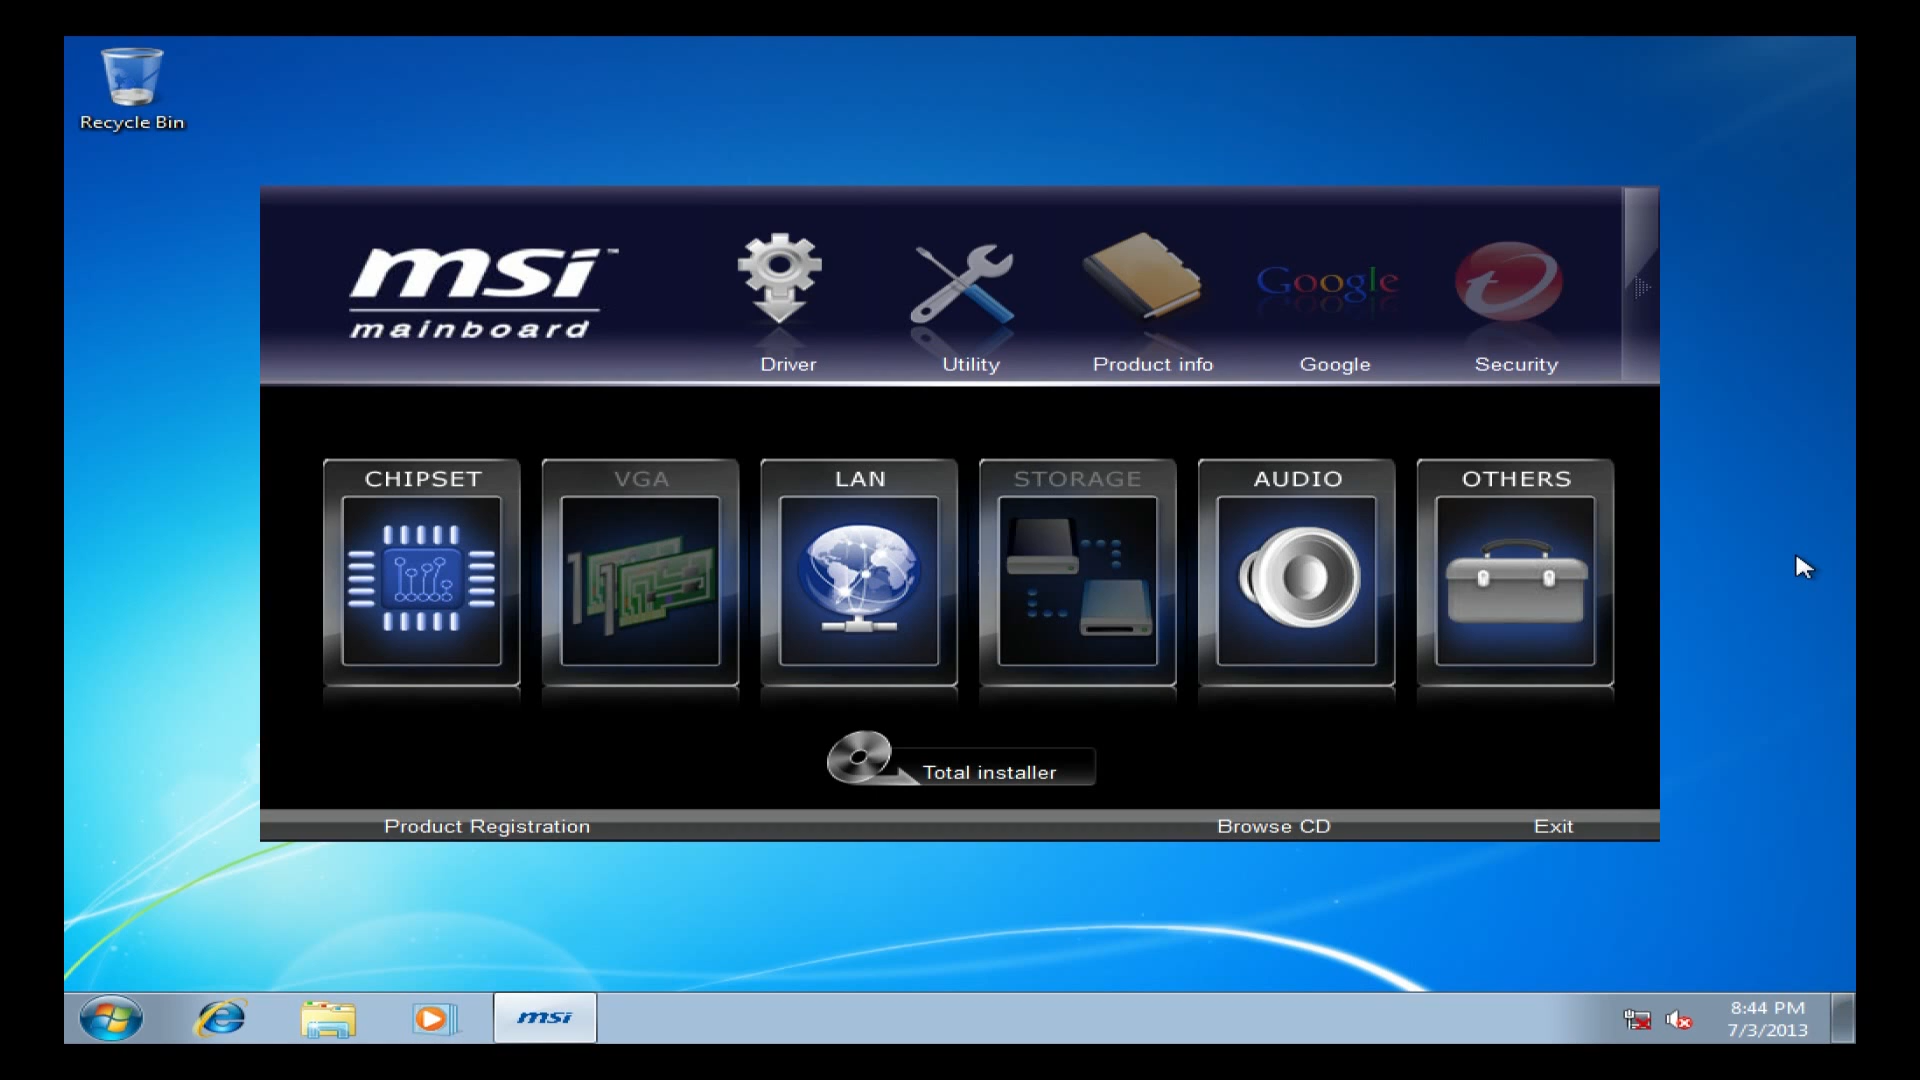 Recycle Bin
msi™
mainboard
Driver
Utility
Product info
Google
Google
Security
CHIPSET
VGA
LAN
STORAGE
AUDIO
OTHERS
Total installer
Product Registration
Browse CD
Exit
msi
8:44 PM
7/3/2013